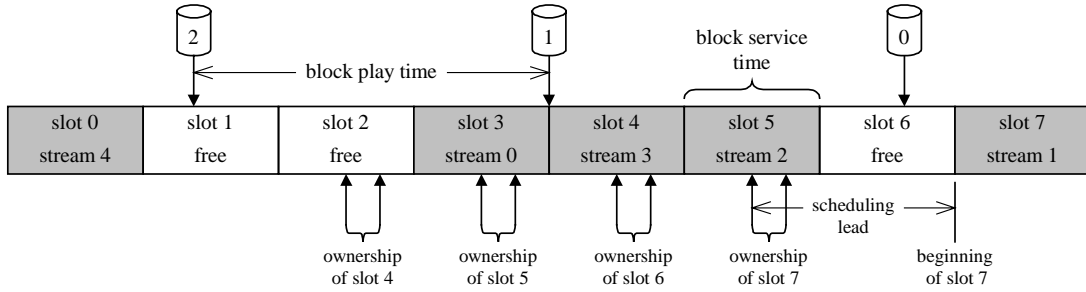 2
1
0
block play time
block service
time
slot 0
stream 4
slot 1
free
slot 2
free
slot 3
stream 0
slot 4
stream 3
slot 5
stream 2
slot 6
free
slot 7
stream 1
scheduling
lead
ownership
of slot 4
ownership
of slot 5
ownership
of slot 6
ownership
of slot 7
beginning
of slot 7